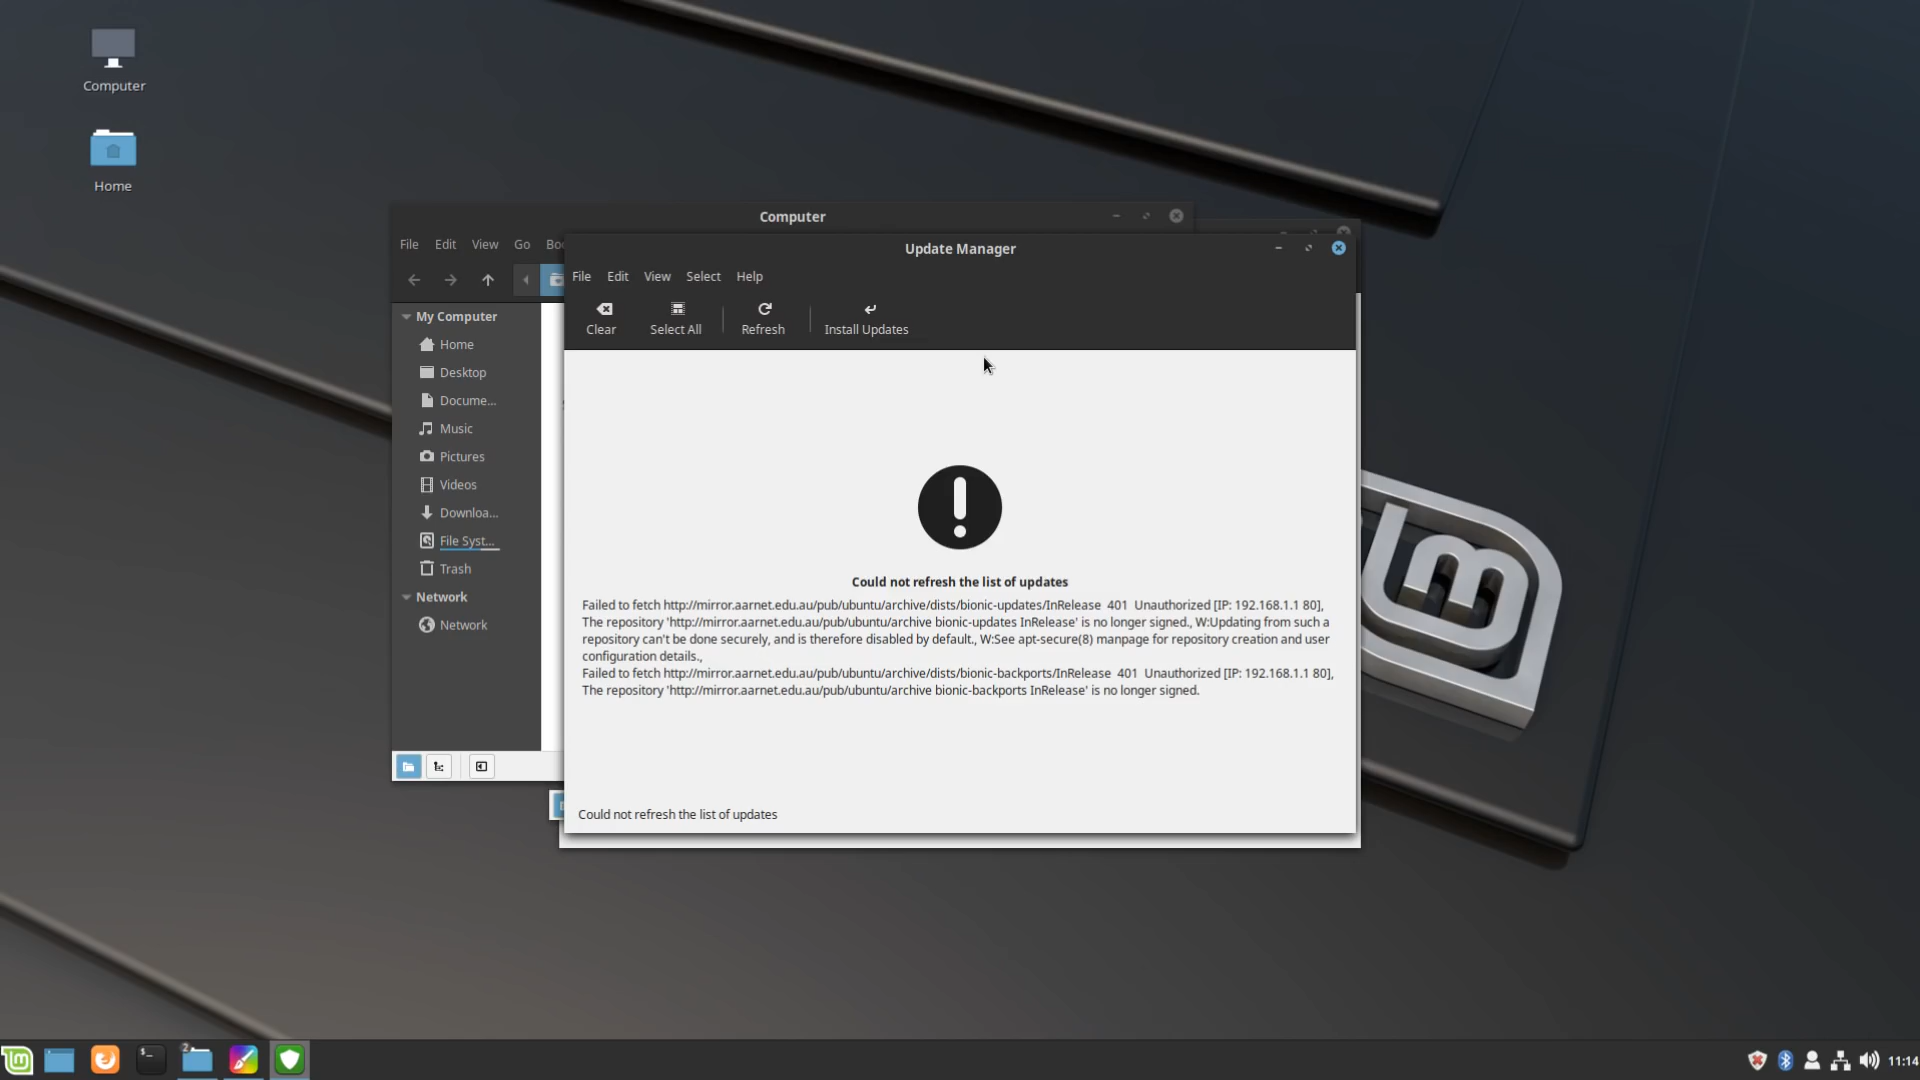 Computer
Home
Computer
File Edit View Go
My Computer
Home
Desktop
Docume...
Music
Pictures
Videos
Downloa...
File Syst...
Trash
Network
Network
Update Manager
File Edit View Select Help
Clear Select All Refresh Install Updates
Could not refresh the list of updates
Failed to fetch http://mirror.aarnet.edu.au/pub/ubuntu/archive/dists/bionic-updates/InRelease 401 Unauthorized [IP: 192.168.1.1 80],
The repository 'http://mirror.aarnet.edu.au/pub/ubuntu/archive bionic-updates InRelease' is no longer signed., W:Updating from such a
repository can't be done securely, and is therefore disabled by default., W:See apt-secure(8) manpage for repository creation and user
configuration details.,
Failed to fetch http://mirror.aarnet.edu.au/pub/ubuntu/archive/dists/bionic-backports/InRelease 401 Unauthorized [IP: 192.168.1.1 80],
The repository 'http://mirror.aarnet.edu.au/pub/ubuntu/archive bionic-backports InRelease' is no longer signed.
Could not refresh the list of updates
2
11:14